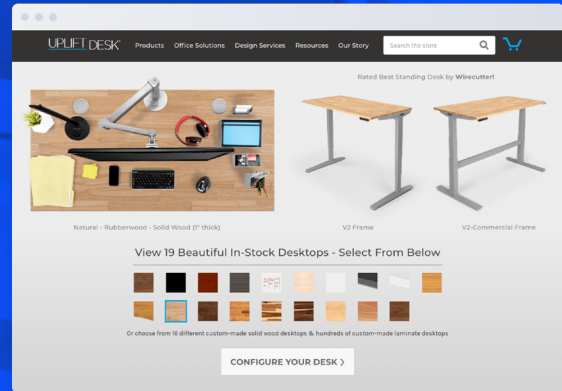 UPLIFT DESK
Products Office Solutions Design Services Resources Our Story Search the store
Rated Best Standing Desk by Wirecutter!
Natural - Rubberwood - Solid Wood (1" thick)
V2 Frame
V2-Commercial Frame
View 19 Beautiful In-Stock Desktops - Select From Below
Or choose from 16 different custom-made solid wood desktops & hundreds of custom-made laminate desktops
CONFIGURE YOUR DESK >